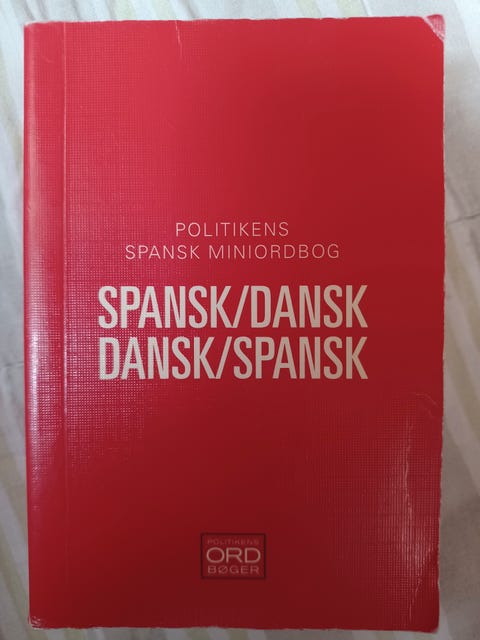 POLITIKENS
SPANSK MINIORDBOG
SPANSK/DANSK
DANSK/SPANSK
POLITIKENS
ORD
BØGER